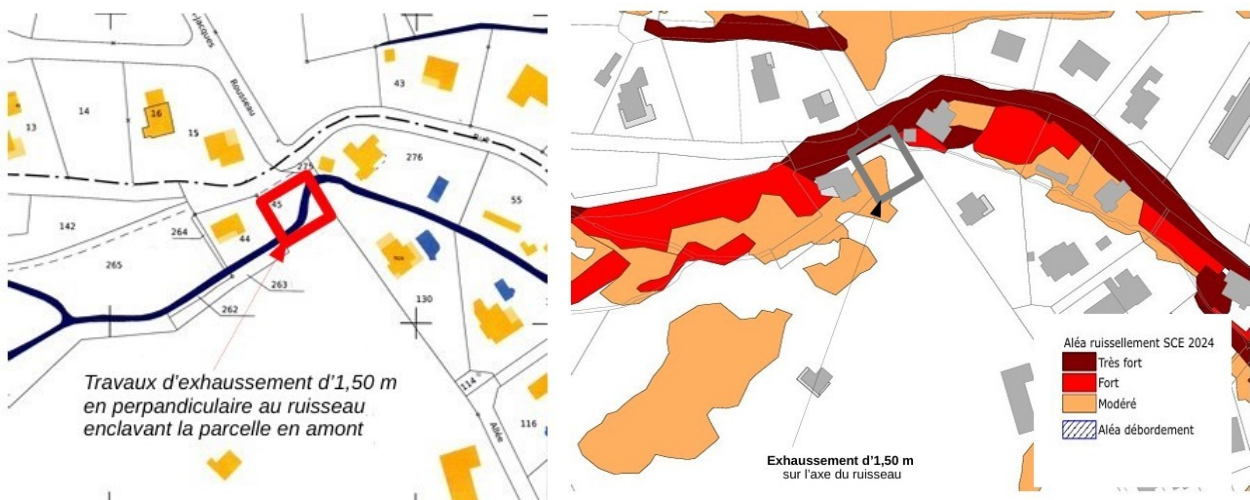 -Jacques
Rousseau
43
14
16
13
15
Rue
275
276
45
55
142
264
44
265
263
262
130
114
116
Allée
Travaux d’exhaussement d’1,50 m
en perpandiculaire au ruisseau
enclavant la parcelle en amont
Aléa ruissellement SCE 2024
Très fort
Fort
Modéré
Aléa débordement
Exhaussement d’1,50 m
sur l’axe du ruisseau